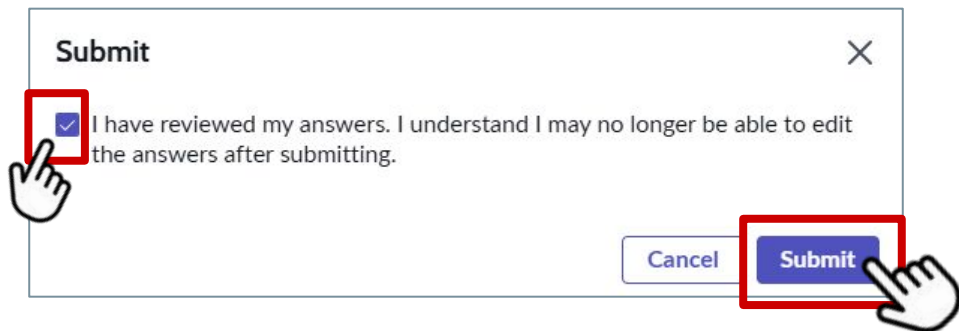 Submit
I have reviewed my answers. I understand I may no longer be able to edit
the answers after submitting.
Cancel
Submit